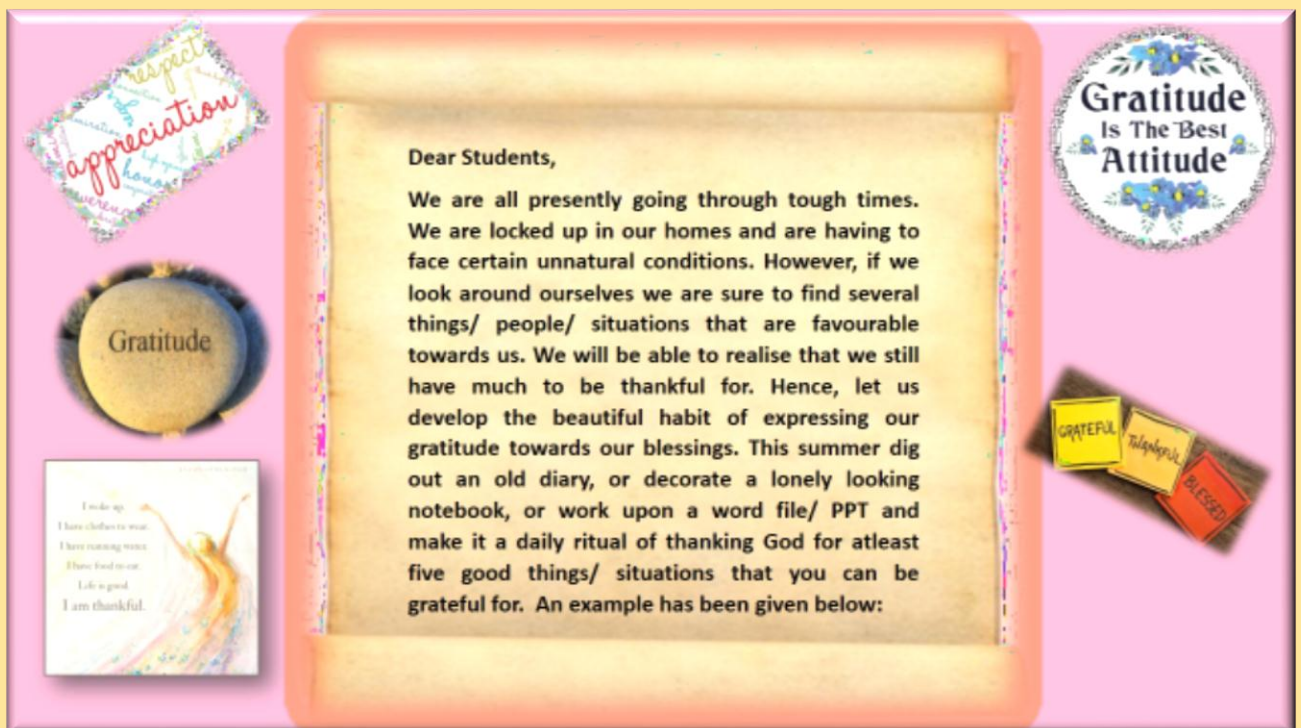 respect
appreciation
honor
Gratitude
I woke up.
I have clothes to wear.
I have running water.
I have food to eat.
Life is good.
I am thankful.
Dear Students,
We are all presently going through tough times.
We are locked up in our homes and are having to
face certain unnatural conditions. However, if we
look around ourselves we are sure to find several
things/ people/ situations that are favourable
towards us. We will be able to realise that we still
have much to be thankful for. Hence, let us
develop the beautiful habit of expressing our
gratitude towards our blessings. This summer dig
out an old diary, or decorate a lonely looking
notebook, or work upon a word file/ PPT and
make it a daily ritual of thanking God for atleast
five good things/ situations that you can be
grateful for. An example has been given below:
Gratitude
Is The Best
Attitude
GRATEFUL
THANKFUL
BLESSED